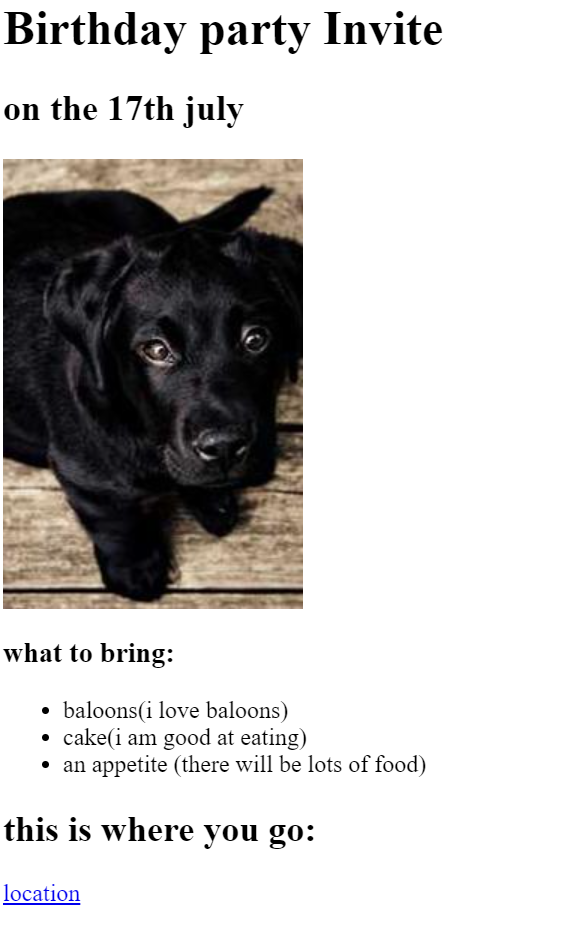 Birthday party Invite
on the 17th july
what to bring:
baloons(i love baloons)
cake(i am good at eating)
an appetite (there will be lots of food)
this is where you go:
location